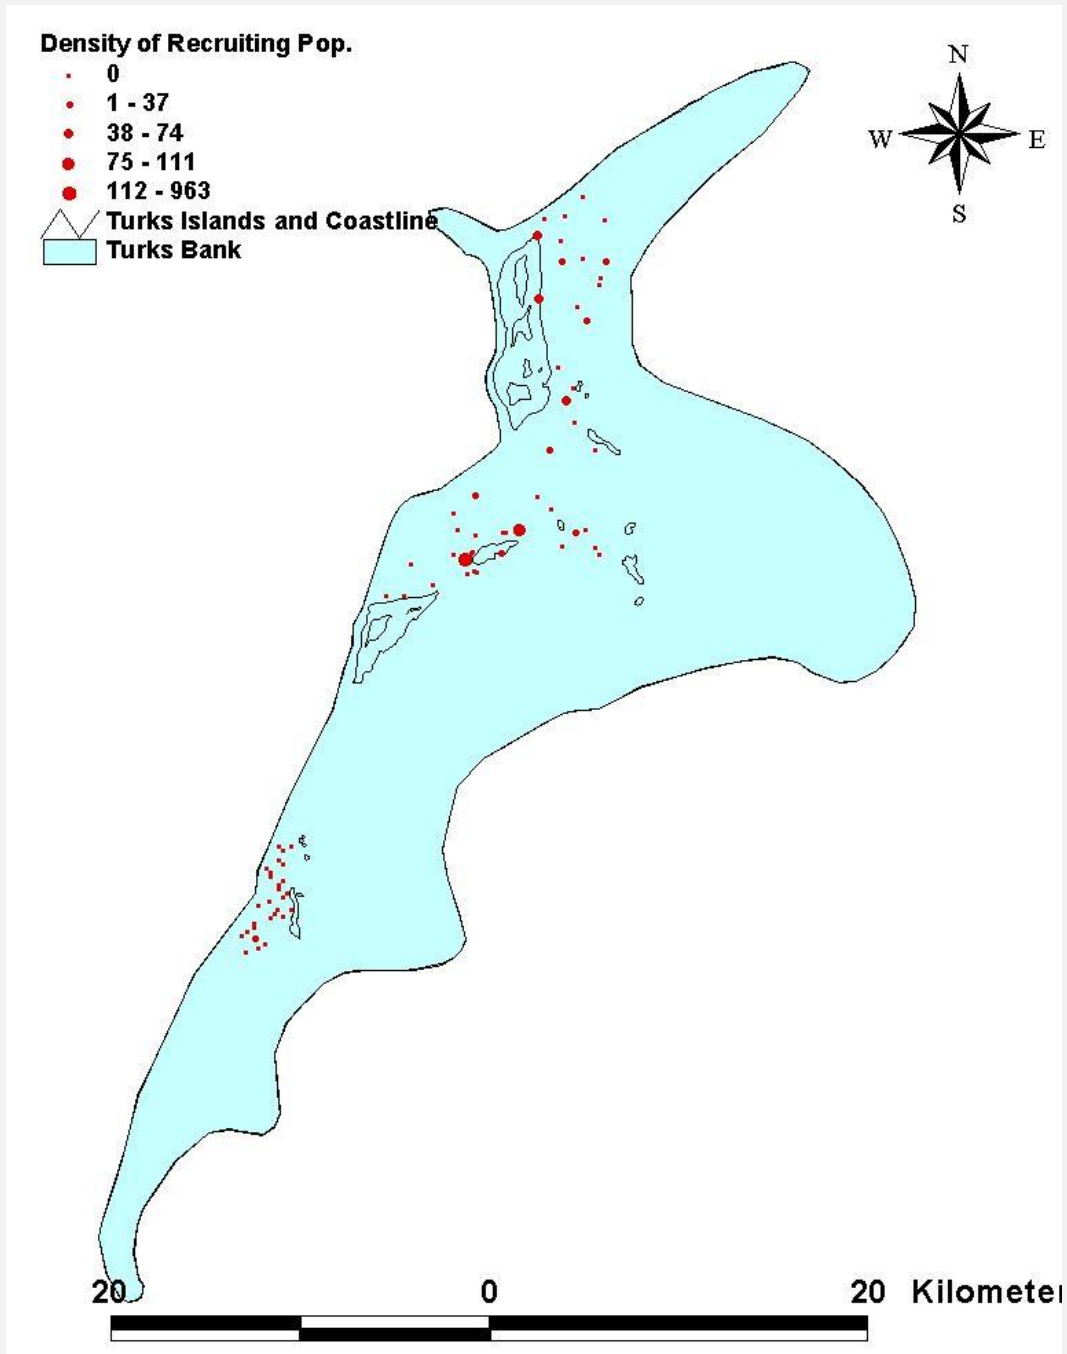 Density of Recruiting Pop.
0
1 - 37
38 - 74
75 - 111
112 - 963
Turks Islands and Coastline
Turks Bank
N
W E
S
20 0 20 Kilometer